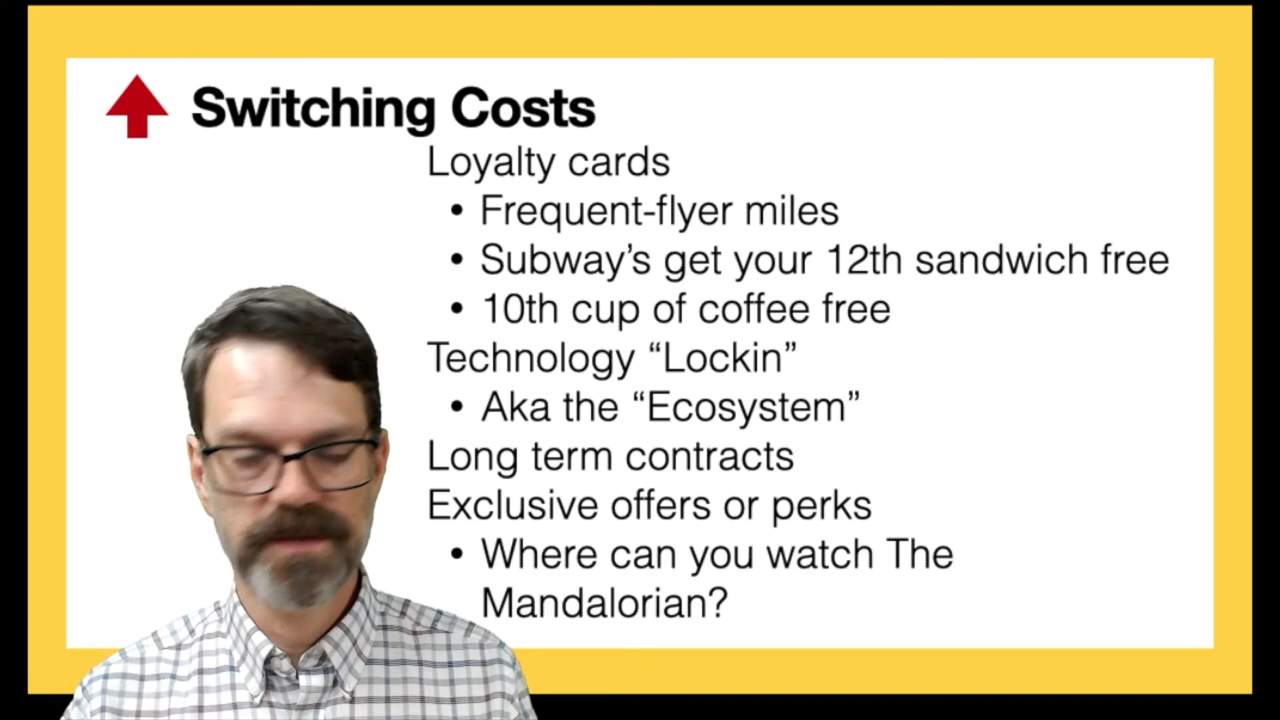 Switching Costs
Loyalty cards
• Frequent-flyer miles
• Subway’s get your 12th sandwich free
• 10th cup of coffee free
Technology “Lockin”
• Aka the “Ecosystem”
Long term contracts
Exclusive offers or perks
• Where can you watch The
Mandalorian?